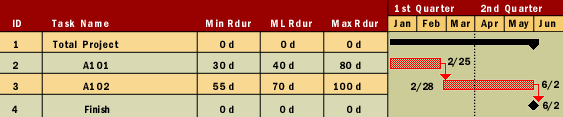 1st Quarter 2nd Quarter
ID Task Name Min Rdur ML Rdur Max Rdur Jan Feb Mar Apr May Jun
1 Total Project 0 d 0 d 0 d
2 A101 30 d 40 d 80 d 2/25
3 A102 55 d 70 d 100 d 2/28 6/2
4 Finish 0 d 0 d 0 d 6/2